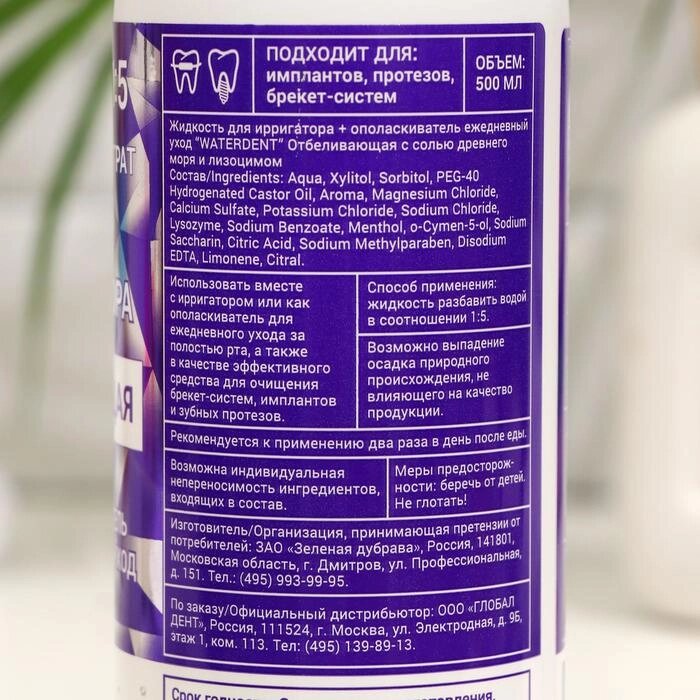 ПОДХОДИТ ДЛЯ:
имплантов, протезов,
брекет-систем
ОБЪЕМ:
500 МЛ
Жидкость для ирригатора + ополаскиватель ежедневный
уход "WATERDENT" Отбеливающая с солью древнего
моря и лизоцимом
Состав/Ingredients: Aqua, Xylitol, Sorbitol, PEG-40
Hydrogenated Castor Oil, Aroma, Magnesium Chloride,
Calcium Sulfate, Potassium Chloride, Sodium Chloride,
Lysozyme, Sodium Benzoate, Menthol, o-Cymen-5-ol, Sodium
Saccharin, Citric Acid, Sodium Methylparaben, Disodium
EDTA, Limonene, Citral.
Использовать вместе
с ирригатором или как
ополаскиватель для
ежедневного ухода за
полостью рта, а также
в качестве эффективного
средства для очищения
брекет-систем, имплантов
и зубных протезов.
Способ применения:
жидкость разбавить водой
в соотношении 1:5.
Возможно выпадение
осадка природного
происхождения, не
влияющего на качество
продукции.
Рекомендуется к применению два раза в день после еды.
Возможна индивидуальная
непереносимость ингредиентов,
входящих в состав.
Меры предосторож-
ности: беречь от детей.
Не глотать!
Изготовитель/Организация, принимающая претензии от
потребителей: ЗАО «Зеленая дубрава», Россия, 141801,
Московская область, г. Дмитров, ул. Профессиональная,
д. 151. Тел.: (495) 993-99-95.
По заказу/Официальный дистрибьютор: ООО «ГЛОБАЛ
ДЕНТ», Россия, 111524, г. Москва, ул. Электродная, д. 9Б,
этаж 1, ком. 113. Тел: (495) 139-89-13.